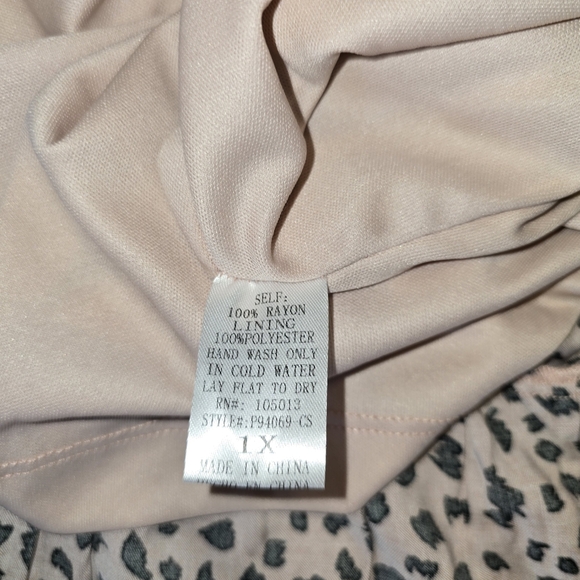 SELF:
100% RAYON
LINING
100%POLYESTER
HAND WASH ONLY
IN COLD WATER
LAY FLAT TO DRY
RN#: 105013
STYLE#:P94069-CS
1X
MADE IN CHINA